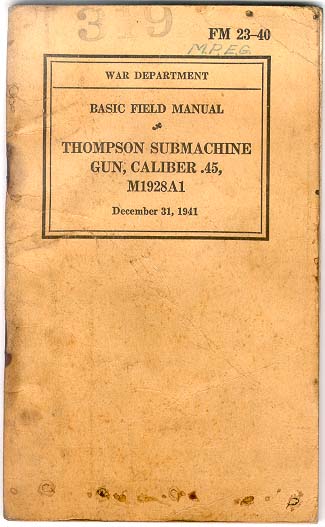 319
FM 23-40
M.P.E.G.
WAR DEPARTMENT
BASIC FIELD MANUAL
THOMPSON SUBMACHINE
GUN, CALIBER .45,
M1928A1
December 31, 1941